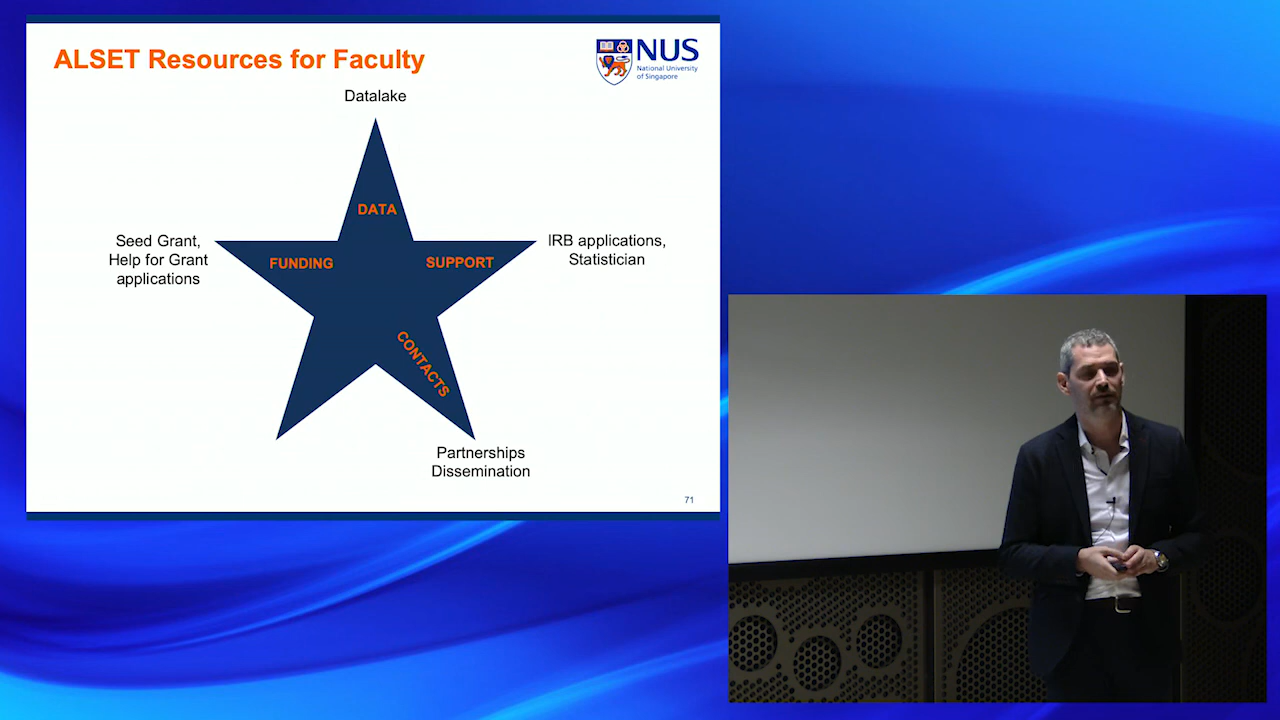 ALSET Resources for Faculty
NUS
National University
of Singapore
Datalake
DATA
Seed Grant,
Help for Grant
applications
FUNDING
SUPPORT
IRB applications,
Statistician
CONTACTS
Partnerships
Dissemination
71